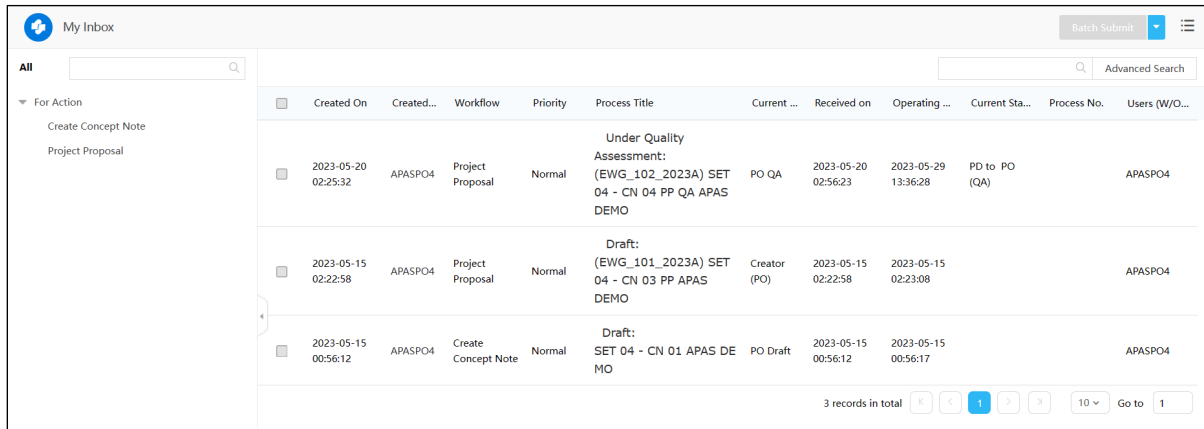 My Inbox
Batch Submit
All
Advanced Search
For Action
Create Concept Note
Project Proposal
Created On Created... Workflow Priority Process Title Current ... Received on Operating ... Current Sta... Process No. Users (W/O...
2023-05-20 02:25:32 APASPO4 Project Proposal Normal Under Quality Assessment: (EWG_102_2023A) SET 04 - CN 04 PP QA APAS DEMO PO QA 2023-05-20 02:56:23 2023-05-29 13:36:28 PD to PO (QA) APASPO4
2023-05-15 02:22:58 APASPO4 Project Proposal Normal Draft: (EWG_101_2023A) SET 04 - CN 03 PP APAS DEMO Creator (PO) 2023-05-15 02:22:58 2023-05-15 02:23:08 APASPO4
2023-05-15 00:56:12 APASPO4 Create Concept Note Normal Draft: SET 04 - CN 01 APAS DE MO PO Draft 2023-05-15 00:56:12 2023-05-15 00:56:17 APASPO4
3 records in total 1 10 Go to 1